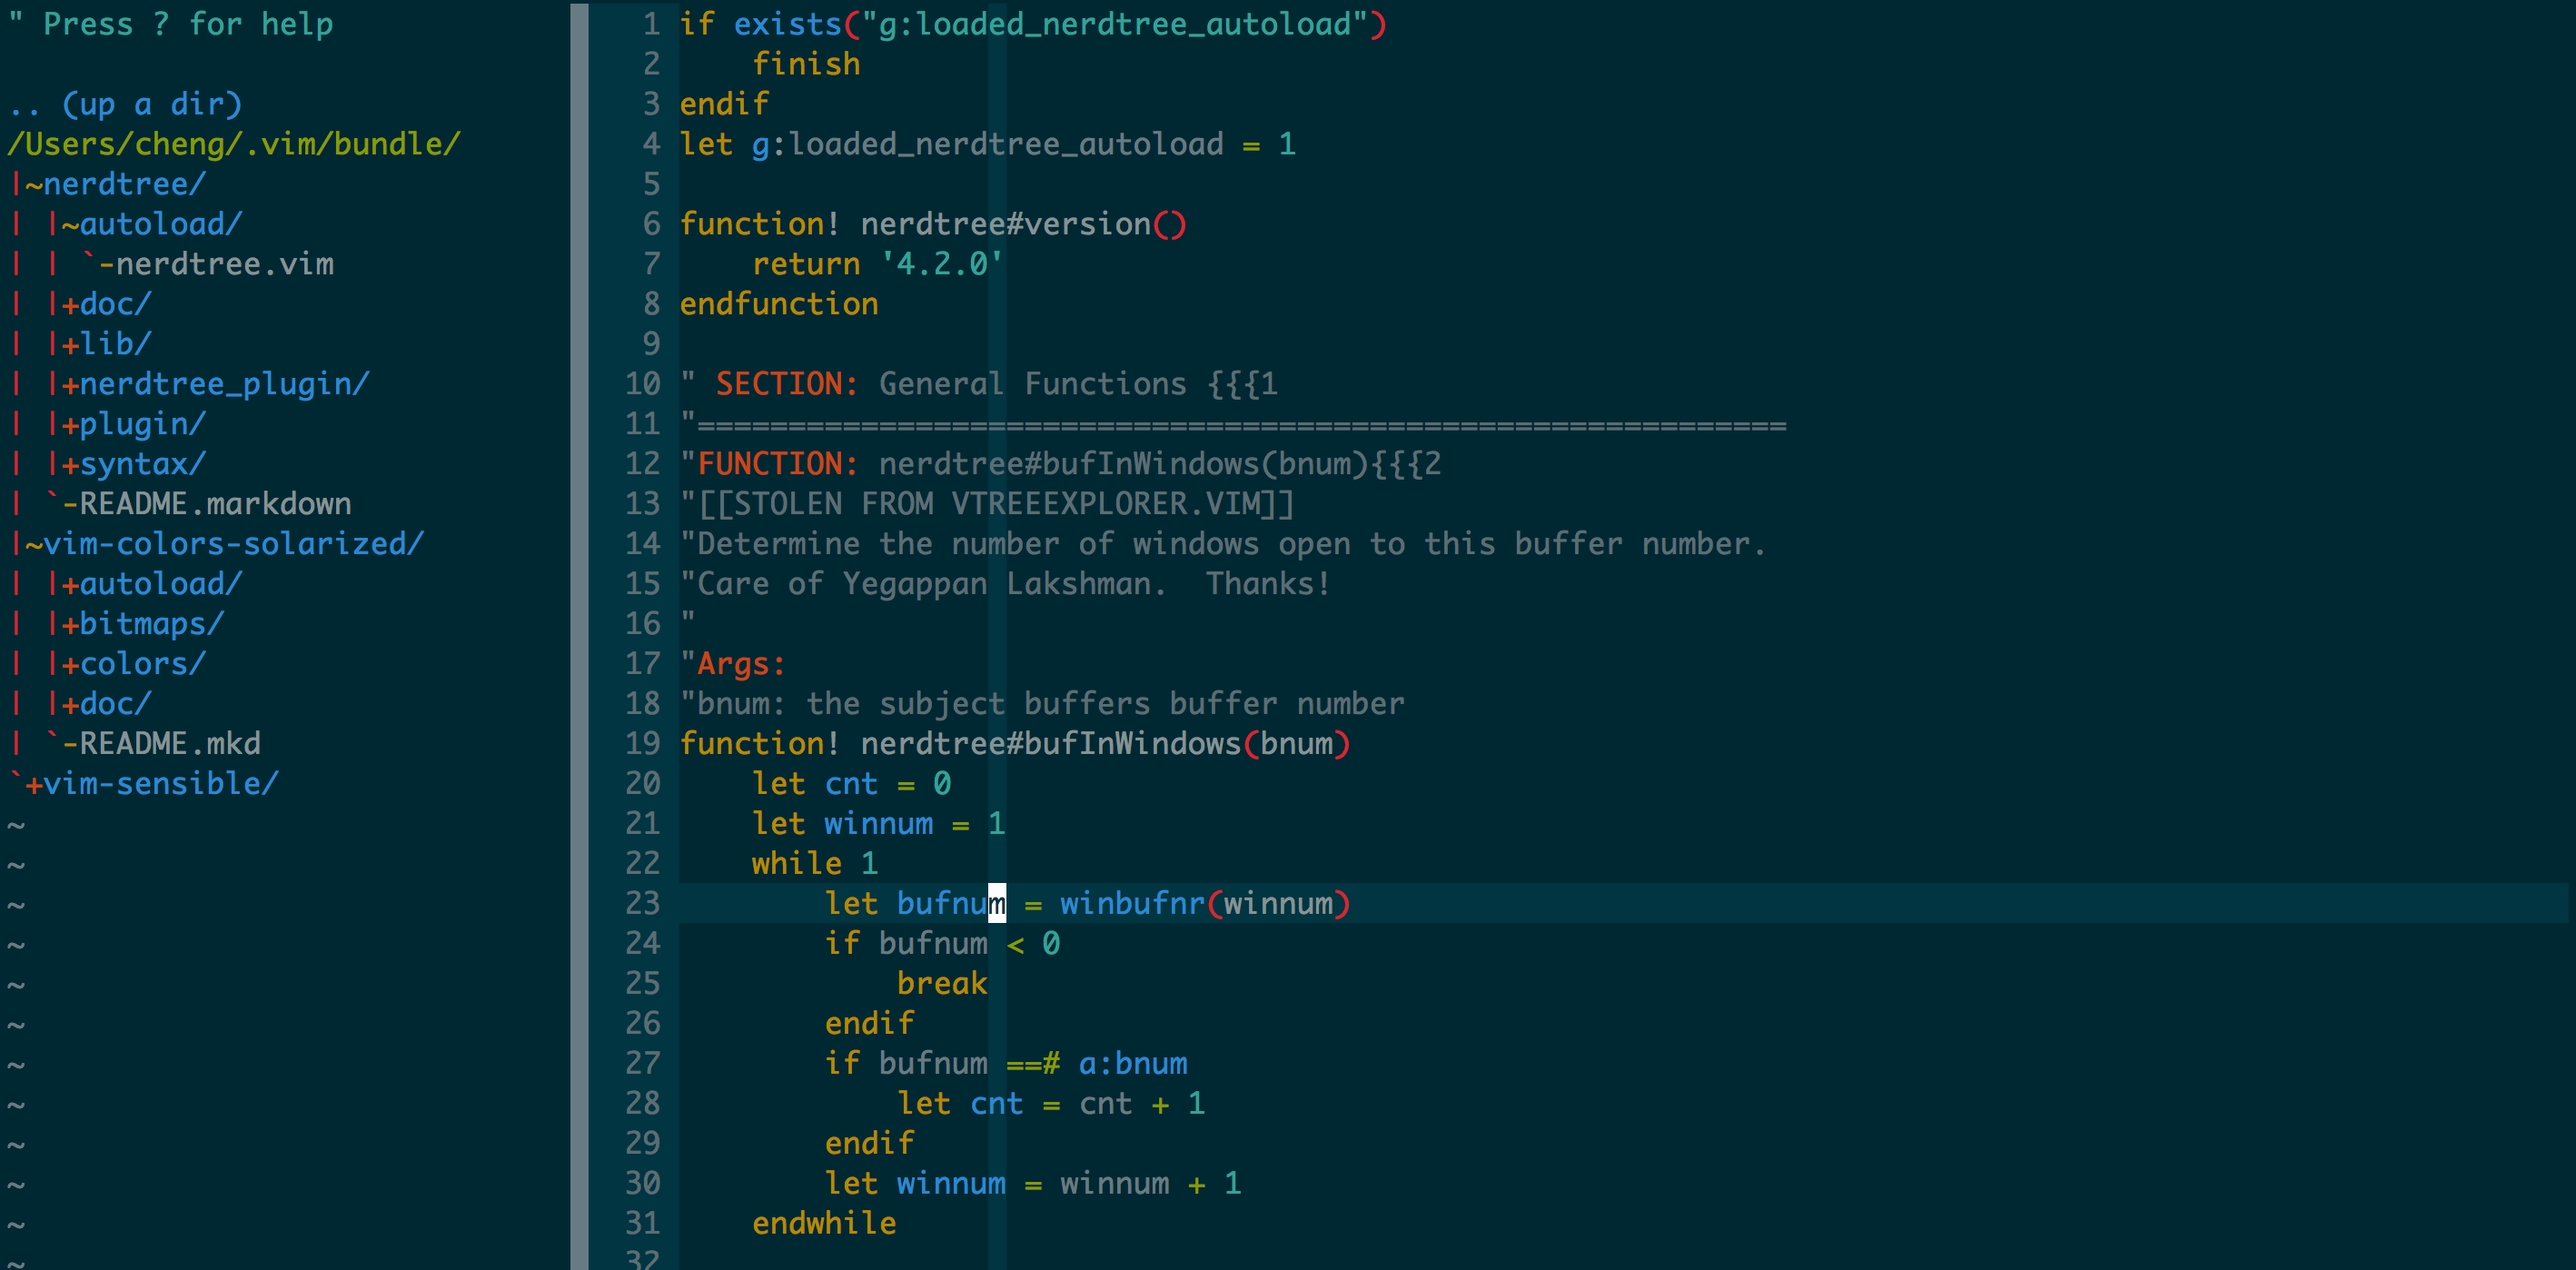 " Press ? for help
.. (up a dir)
/Users/cheng/.vim/bundle/
|~nerdtree/
| |~autoload/
| | `-nerdtree.vim
| |+doc/
| |+lib/
| |+nerdtree_plugin/
| |+plugin/
| |+syntax/
| `-README.markdown
|~vim-colors-solarized/
| |+autoload/
| |+bitmaps/
| |+colors/
| |+doc/
| `-README.mkd
`+vim-sensible/
~
~
~
~
~
~
~
~
~
~
~
~
1 if exists("g:loaded_nerdtree_autoload")
2     finish
3 endif
4 let g:loaded_nerdtree_autoload = 1
5
6 function! nerdtree#version()
7     return '4.2.0'
8 endfunction
9
10 " SECTION: General Functions {{{1
11 "============================================================
12 "FUNCTION: nerdtree#bufInWindows(bnum){{{2
13 "[[STOLEN FROM VTREEEXPLORER.VIM]]
14 "Determine the number of windows open to this buffer number.
15 "Care of Yegappan Lakshman.  Thanks!
16 "
17 "Args:
18 "bnum: the subject buffers buffer number
19 function! nerdtree#bufInWindows(bnum)
20     let cnt = 0
21     let winnum = 1
22     while 1
23         let bufnum = winbufnr(winnum)
24         if bufnum < 0
25             break
26         endif
27         if bufnum ==# a:bnum
28             let cnt = cnt + 1
29         endif
30         let winnum = winnum + 1
31     endwhile
32